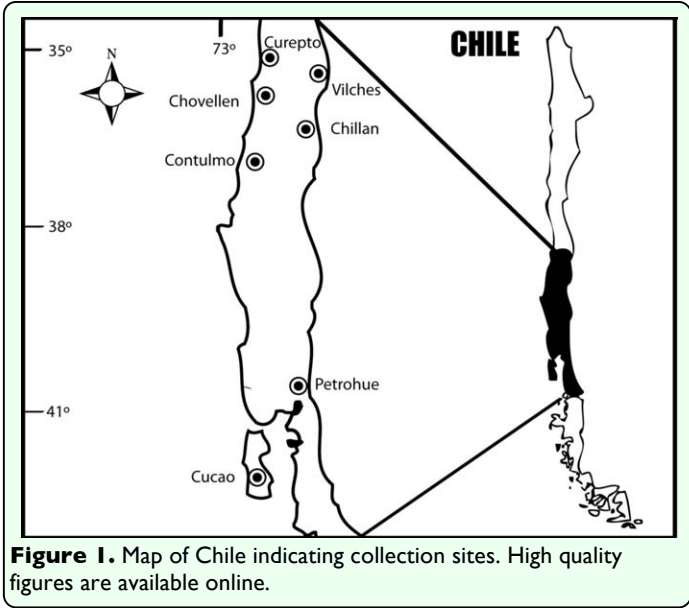 73º
CHILE
35º
N
Curepto
Vilches
Chovellen
Chillan
Contulmo
38º
Petrohue
41º
Cucao
Figure 1. Map of Chile indicating collection sites. High quality
figures are available online.